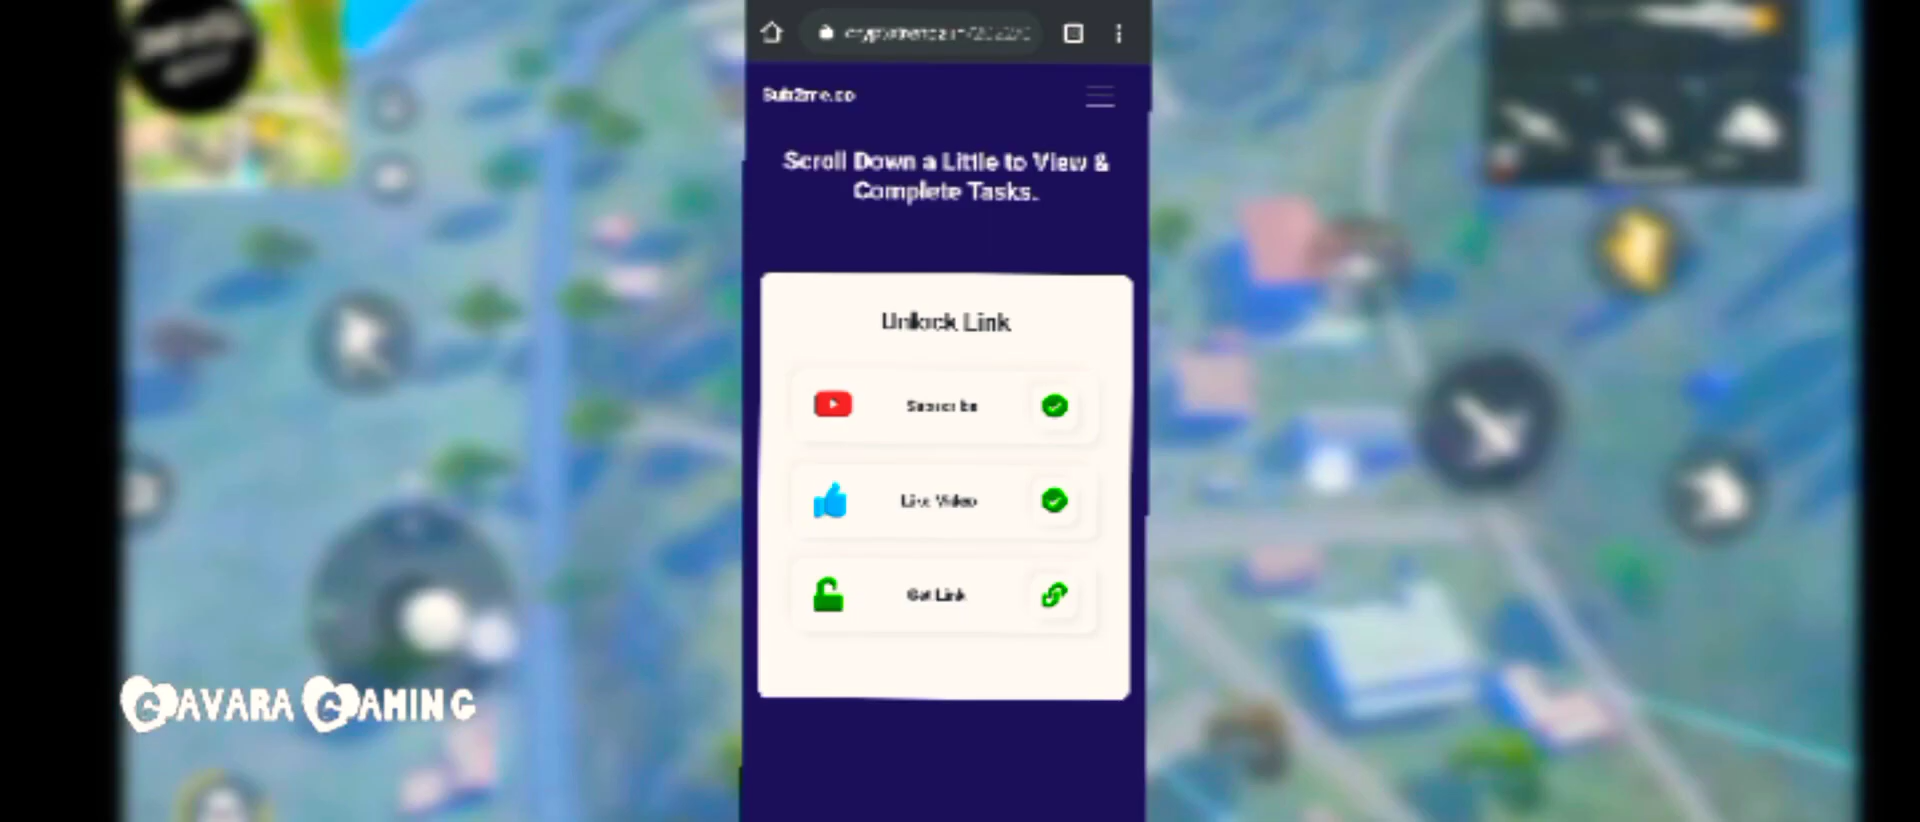 Sub2me.co
Scroll Down a Little to View &
Complete Tasks.
Unlock Link
Subscribe
Like Video
Get Link
GAVARA GAMING